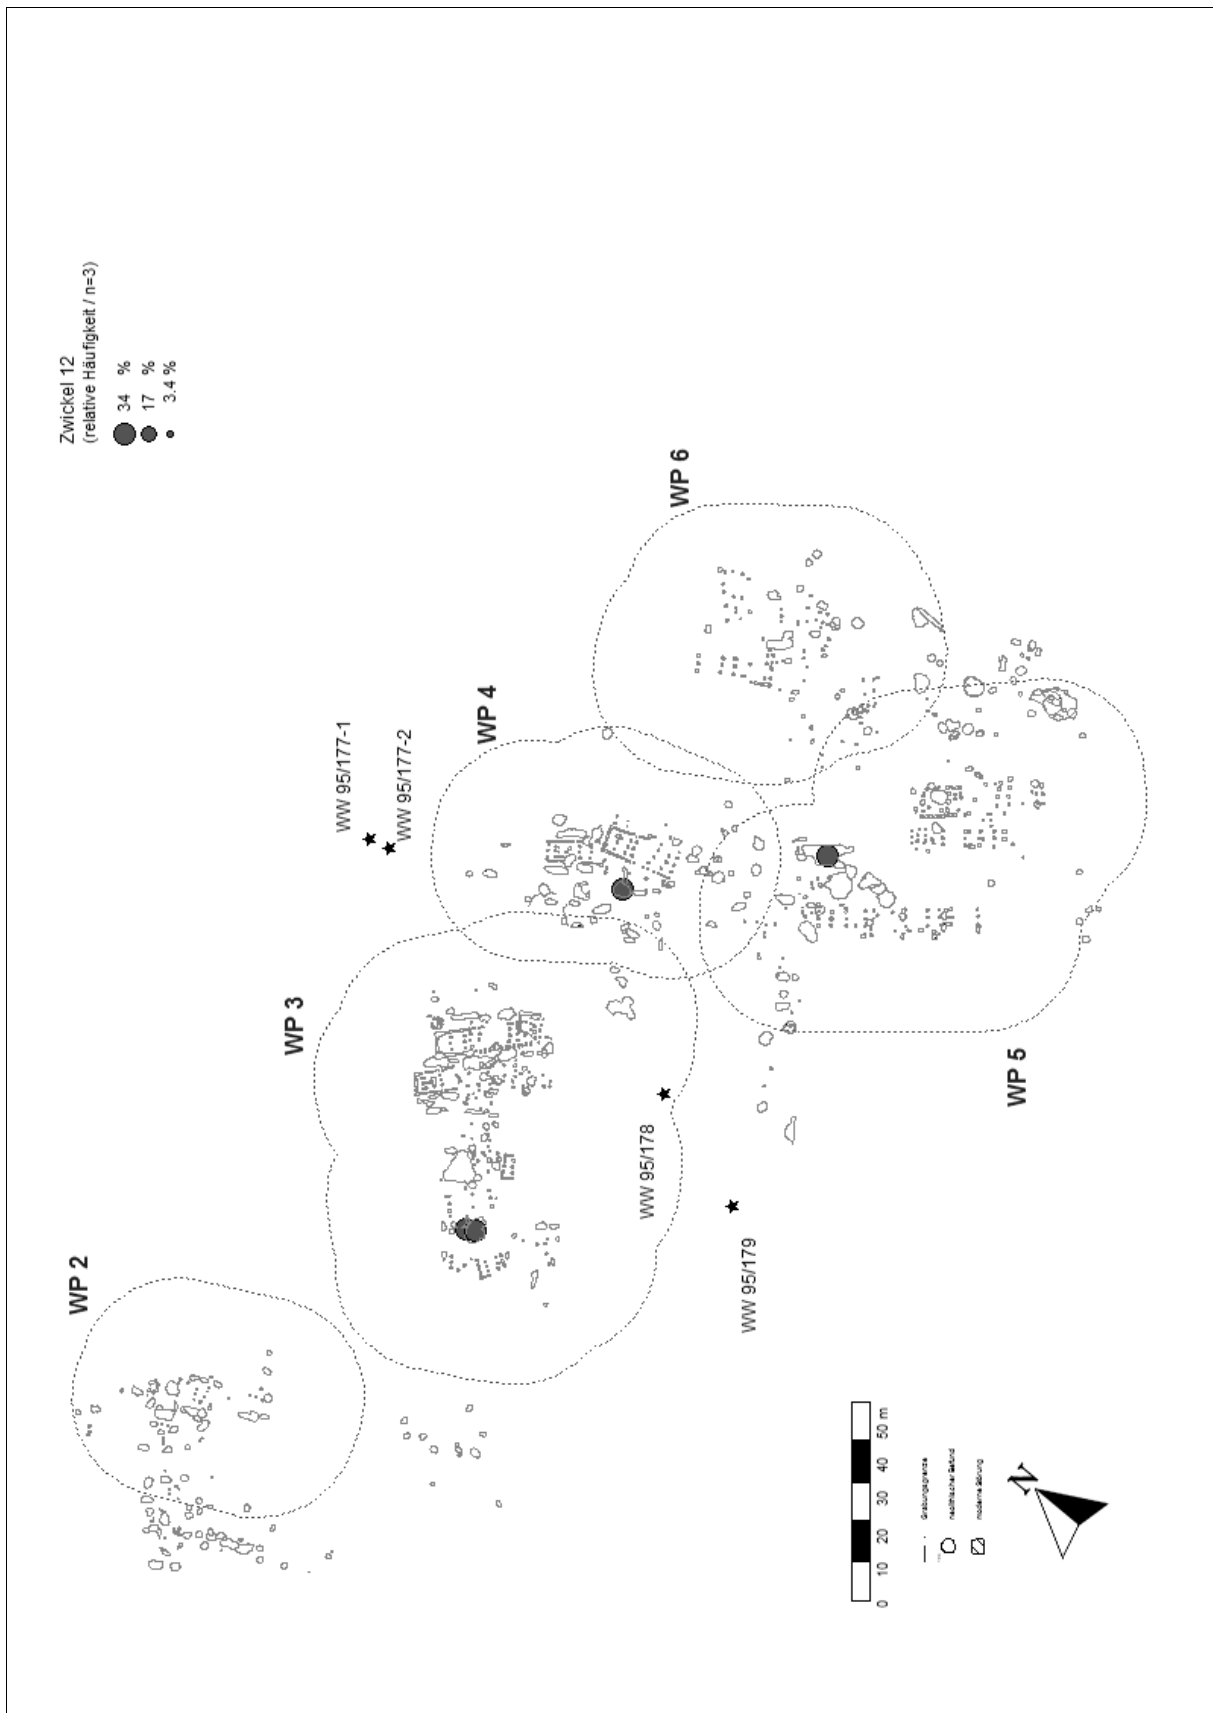 Zwickel 12
(relative Häufigkeit / n=3)
34 %
17 %
3.4 %
WP 6
WP 4
WW 95/177-1
WW 95/177-2
WP 3
WP 5
WW 95/178
WW 95/179
WP 2
0 10 20 30 40 50 m
Grabungsgrenze
neolithischer Befund
moderne Störung
N